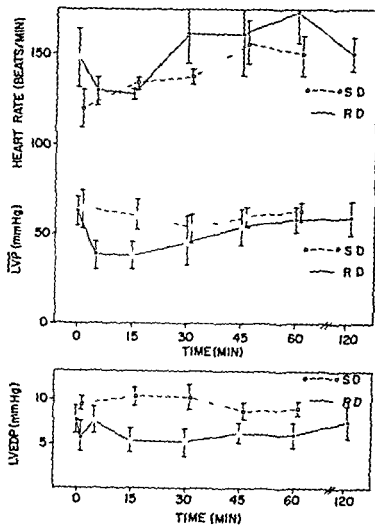 HEART RATE (BEATS/MIN)
150
100
SD
RD
LVP (mmHg)
50
0
SD
RD
0 15 30 45 60 120
TIME (MIN)
LVEDP (mmHg)
10
5
SD
RD
0 15 30 45 60 120
TIME (MIN)